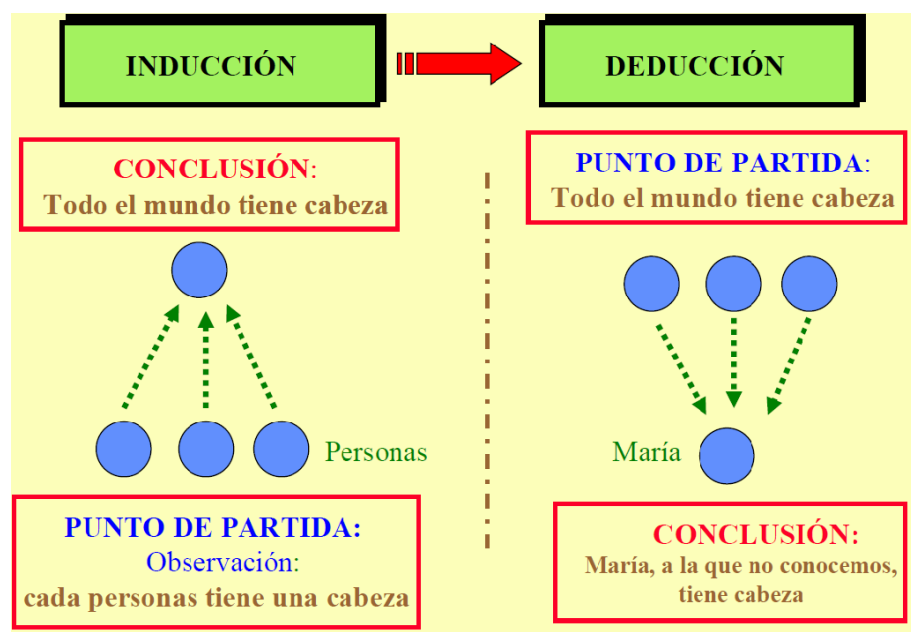 INDUCCIÓN
CONCLUSIÓN:
Todo el mundo tiene cabeza
Personas
PUNTO DE PARTIDA:
Observación:
cada personas tiene una cabeza
DEDUCCIÓN
PUNTO DE PARTIDA:
Todo el mundo tiene cabeza
María
CONCLUSIÓN:
María, a la que no conocemos,
tiene cabeza